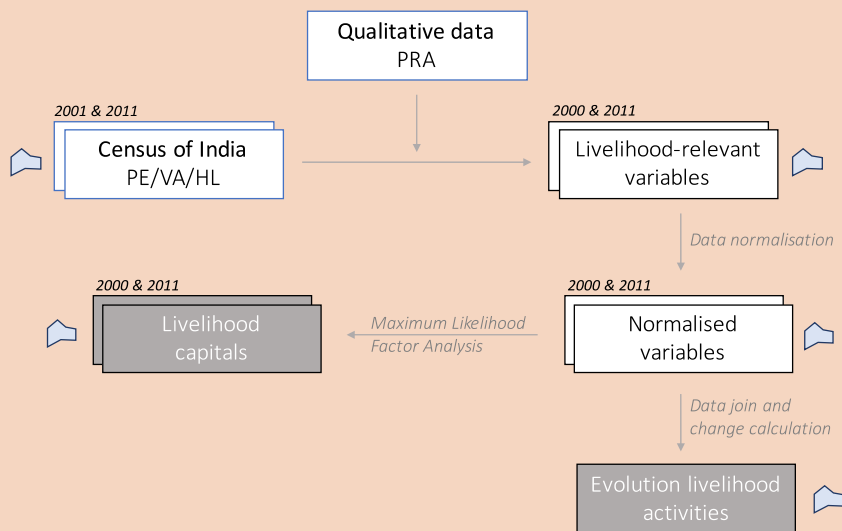 Qualitative data
PRA
2001 & 2011
Census of India
PE/VA/HL
2000 & 2011
Livelihood-relevant
variables
Data normalisation
2000 & 2011
Livelihood
capitals
Maximum Likelihood
Factor Analysis
2000 & 2011
Normalised
variables
Data join and
change calculation
Evolution livelihood
activities